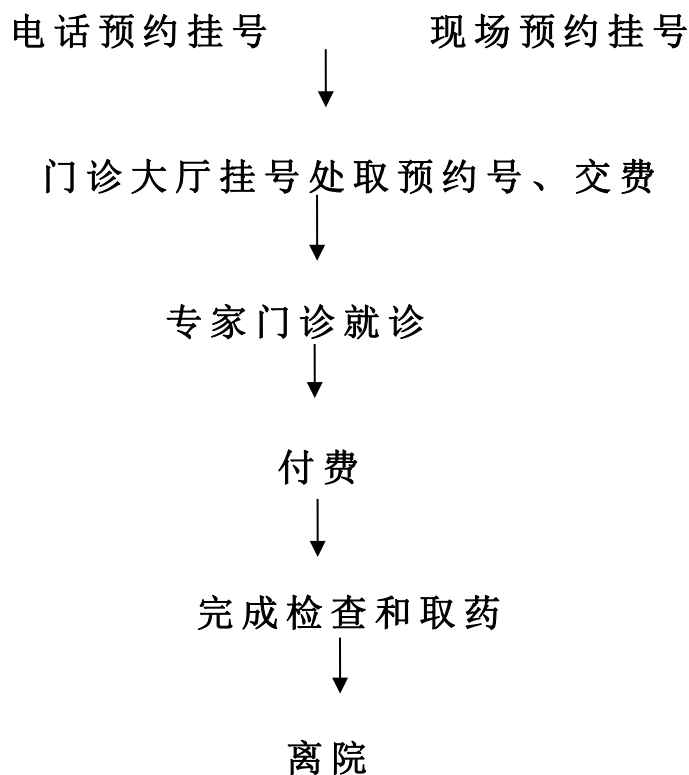 电话预约挂号 现场预约挂号
门诊大厅挂号处取预约号、交费
专家门诊就诊
付费
完成检查和取药
离院